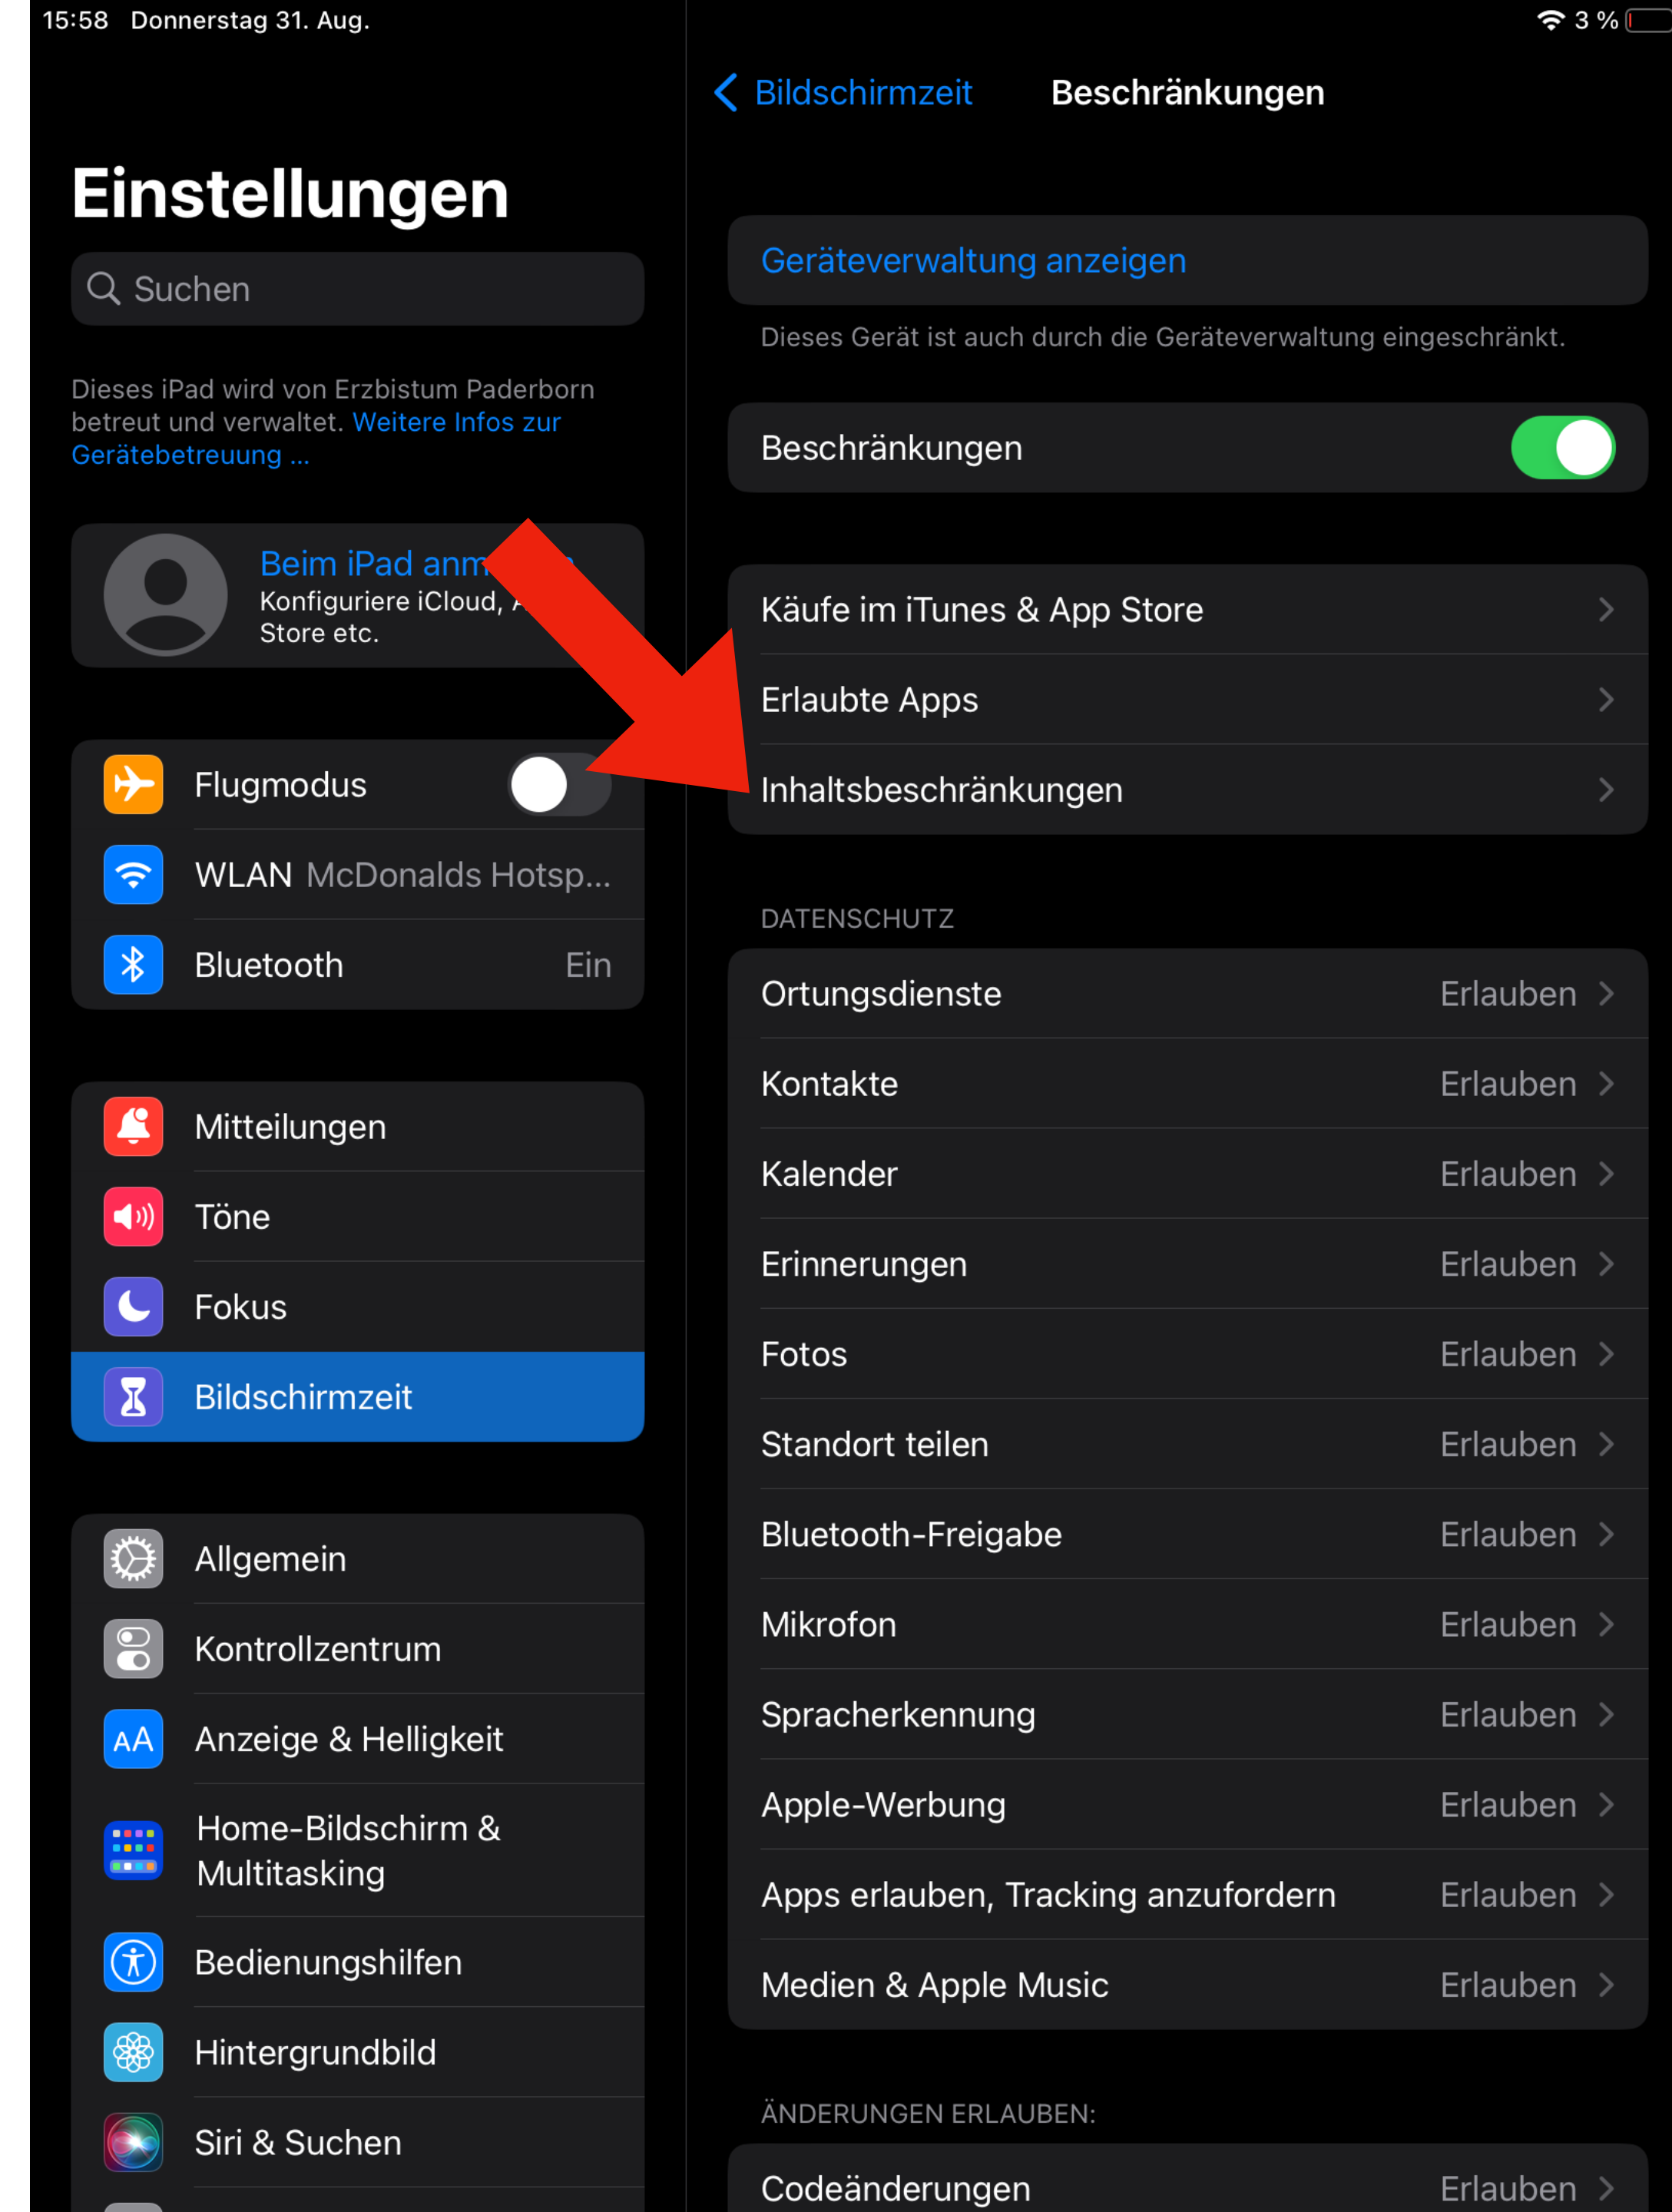 15:58 Donnerstag 31. Aug.
3 %
Einstellungen
Suchen
Dieses iPad wird von Erzbistum Paderborn
betreut und verwaltet. Weitere Infos zur
Gerätebetreuung ...
Beim iPad
Konfiguriere iCloud,
Store etc.
Flugmodus
WLAN McDonalds Hotsp...
Bluetooth Ein
Mitteilungen
Töne
Fokus
Bildschirmzeit
Allgemein
Kontrollzentrum
AA Anzeige & Helligkeit
Home-Bildschirm &
Multitasking
Bedienungshilfen
Hintergrundbild
Siri & Suchen
Bildschirmzeit Beschränkungen
Geräteverwaltung anzeigen
Dieses Gerät ist auch durch die Geräteverwaltung eingeschränkt.
Beschränkungen
Käufe im iTunes & App Store
Erlaubte Apps
Inhaltsbeschränkungen
DATENSCHUTZ
Ortungsdienste Erlauben
Kontakte Erlauben
Kalender Erlauben
Erinnerungen Erlauben
Fotos Erlauben
Standort teilen Erlauben
Bluetooth-Freigabe Erlauben
Mikrofon Erlauben
Spracherkennung Erlauben
Apple-Werbung Erlauben
Apps erlauben, Tracking anzufordern Erlauben
Medien & Apple Music Erlauben
ÄNDERUNGEN ERLAUBEN:
Codeänderungen Erlauben